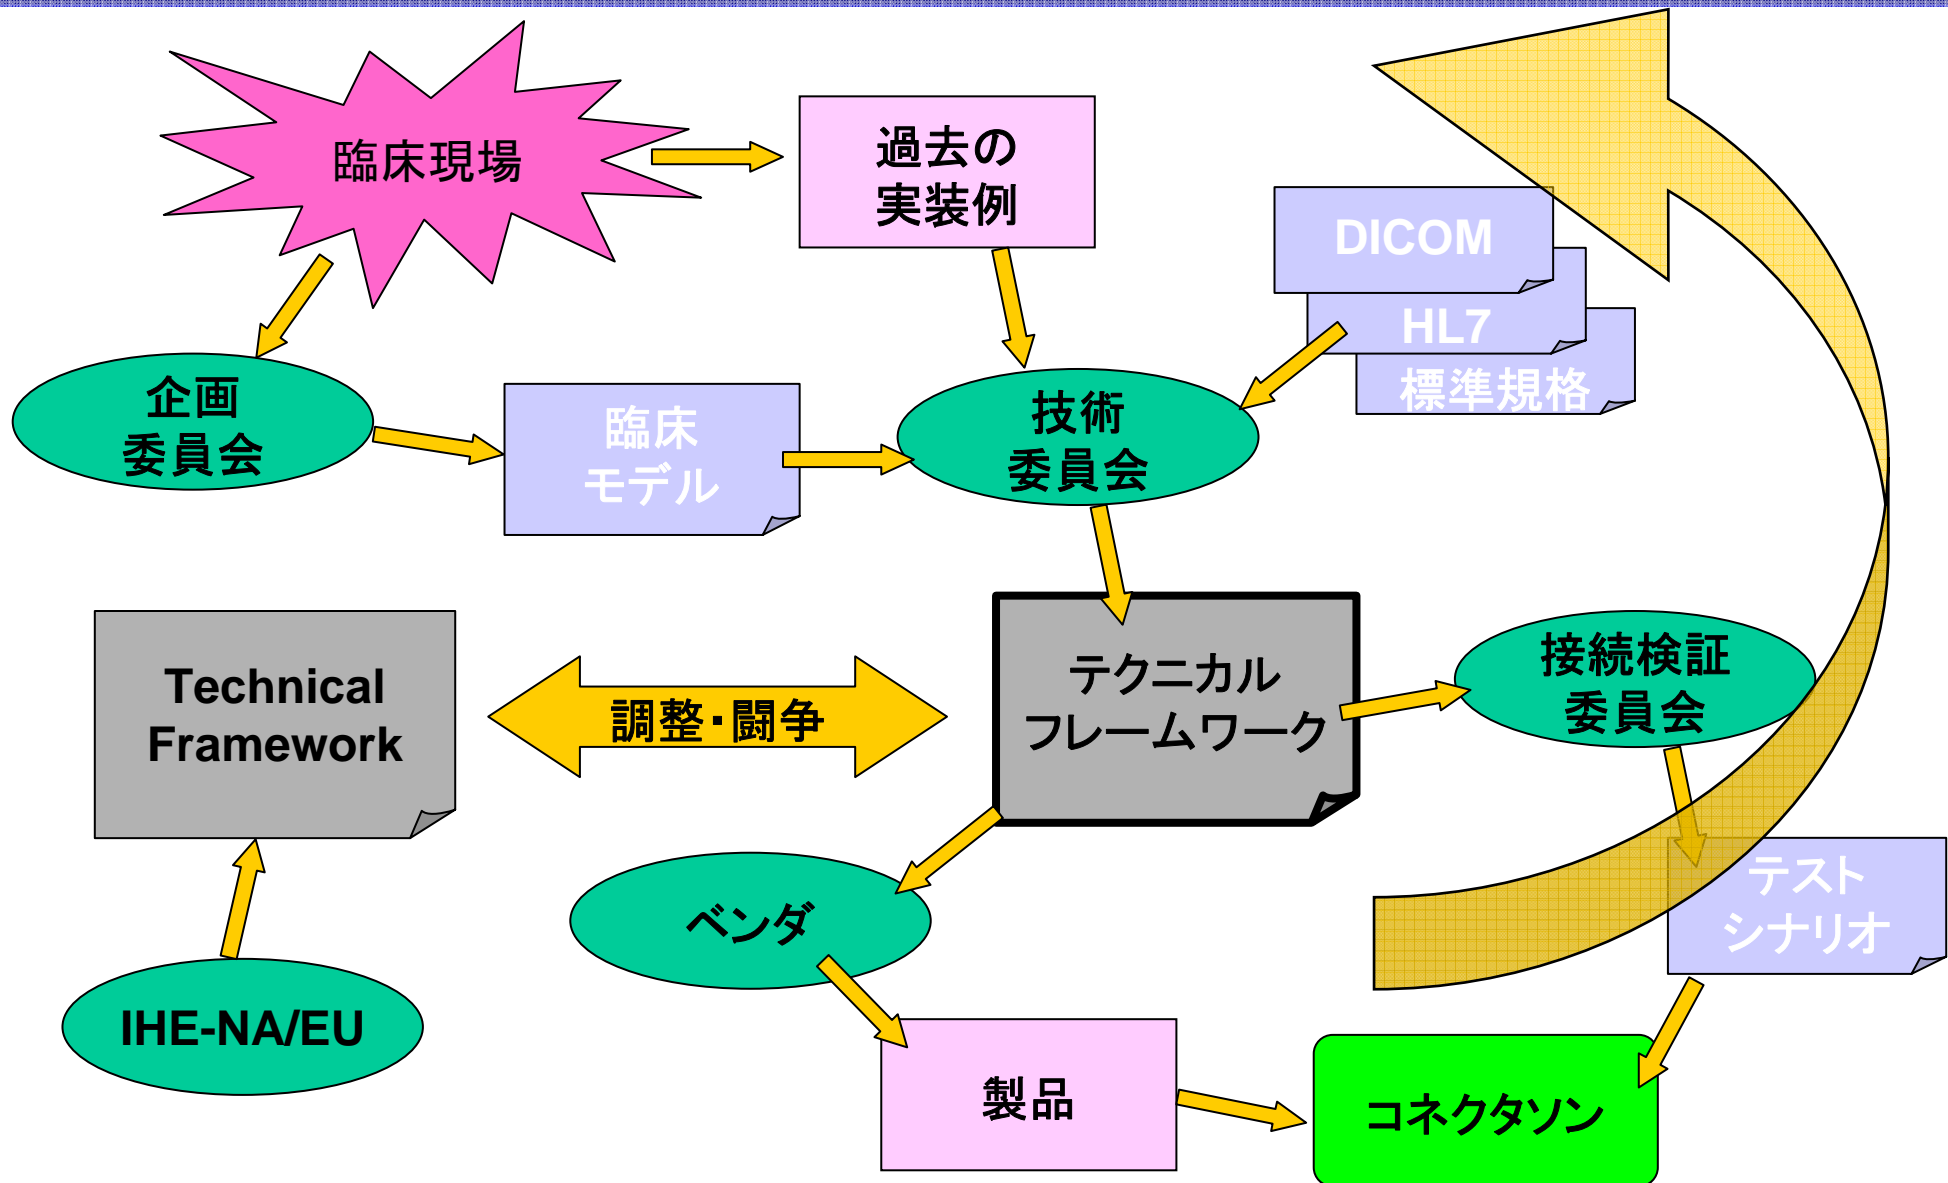 臨床現場
過去の
実装例
DICOM
HL7
標準規格
企画
委員会
臨床
モデル
技術
委員会
Technical
Framework
調整・闘争
テクニカル
フレームワーク
接続検証
委員会
テスト
シナリオ
ベンダ
IHE-NA/EU
製品
コネクタソン